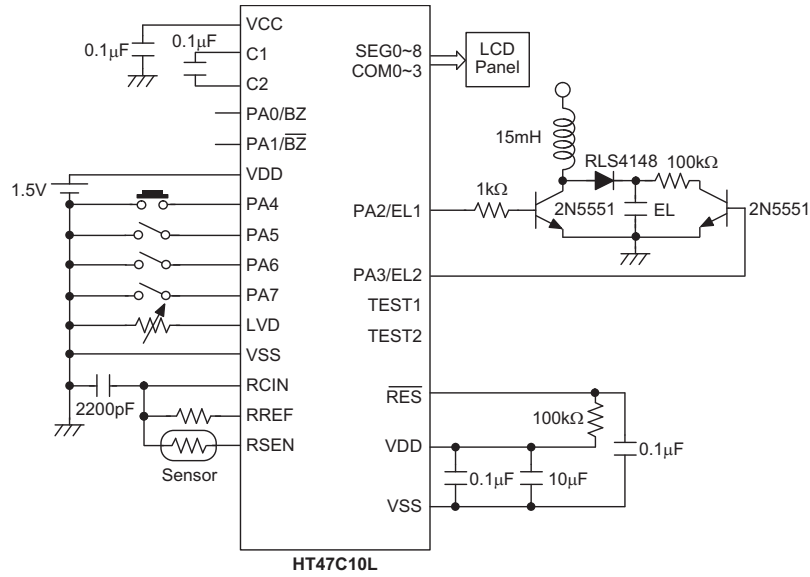 VCC
0.1μF
0.1μF
C1
C2
PA0/BZ
PA1/B̅Z̅
VDD
1.5V
PA4
PA5
PA6
PA7
LVD
VSS
RCIN
2200pF
RREF
RSEN
Sensor
SEG0~8
COM0~3
LCD
Panel
15mH
RLS4148
100kΩ
1kΩ
PA2/EL1
2N5551
EL
2N5551
PA3/EL2
TEST1
TEST2
R̅E̅S̅
100kΩ
VDD
0.1μF
0.1μF
10μF
VSS
HT47C10L